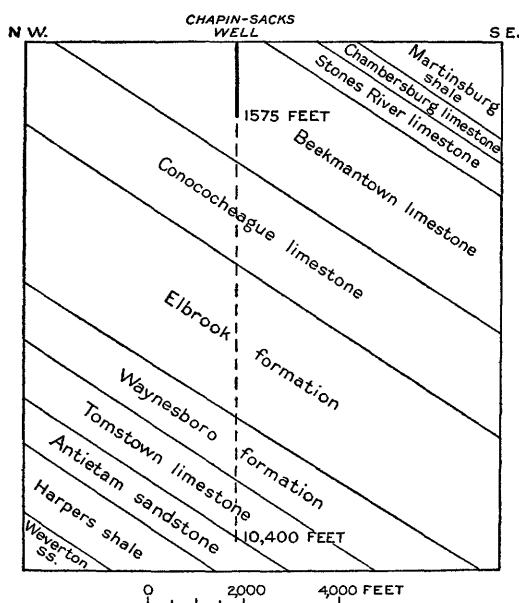 CHAPIN-SACKS
WELL
N W.
S E.
Martinsburg
shale
Chambersburg limestone
Stones River limestone
1575 FEET
Beekmantown limestone
Conococheague limestone
Elbrook formation
Waynesboro formation
Tomstown limestone
Antietam sandstone
10,400 FEET
Harpers shale
Weverton
SS.
0 2,000 4,000 FEET